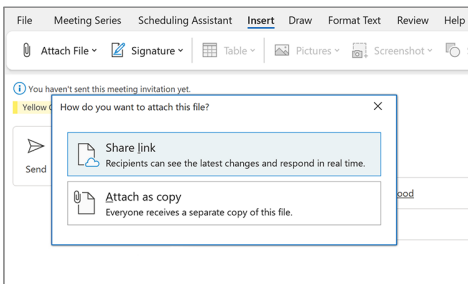 File Meeting Series Scheduling Assistant Insert Draw Format Text Review Help
Attach File Signature Table Pictures Screenshot
You haven't sent this meeting invitation yet.
Yellow
How do you want to attach this file?
Share link
Recipients can see the latest changes and respond in real time.
Send
Attach as copy
Everyone receives a separate copy of this file.